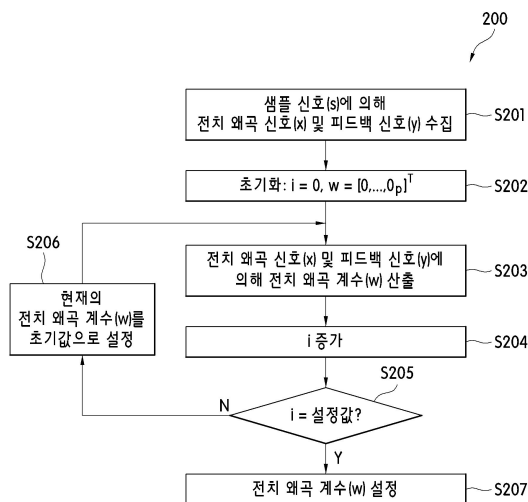 200
샘플 신호(s)에 의해
전치 왜곡 신호(x) 및 피드백 신호(y) 수집
S201
초기화: i = 0, w = [0,...,0p]T
S202
S206
전치 왜곡 신호(x) 및 피드백 신호(y)에
의해 전치 왜곡 계수(w) 산출
S203
현재의
전치 왜곡 계수(w)를
초기값으로 설정
i 증가
S204
S205
i = 설정값?
N
Y
전치 왜곡 계수(w) 설정
S207